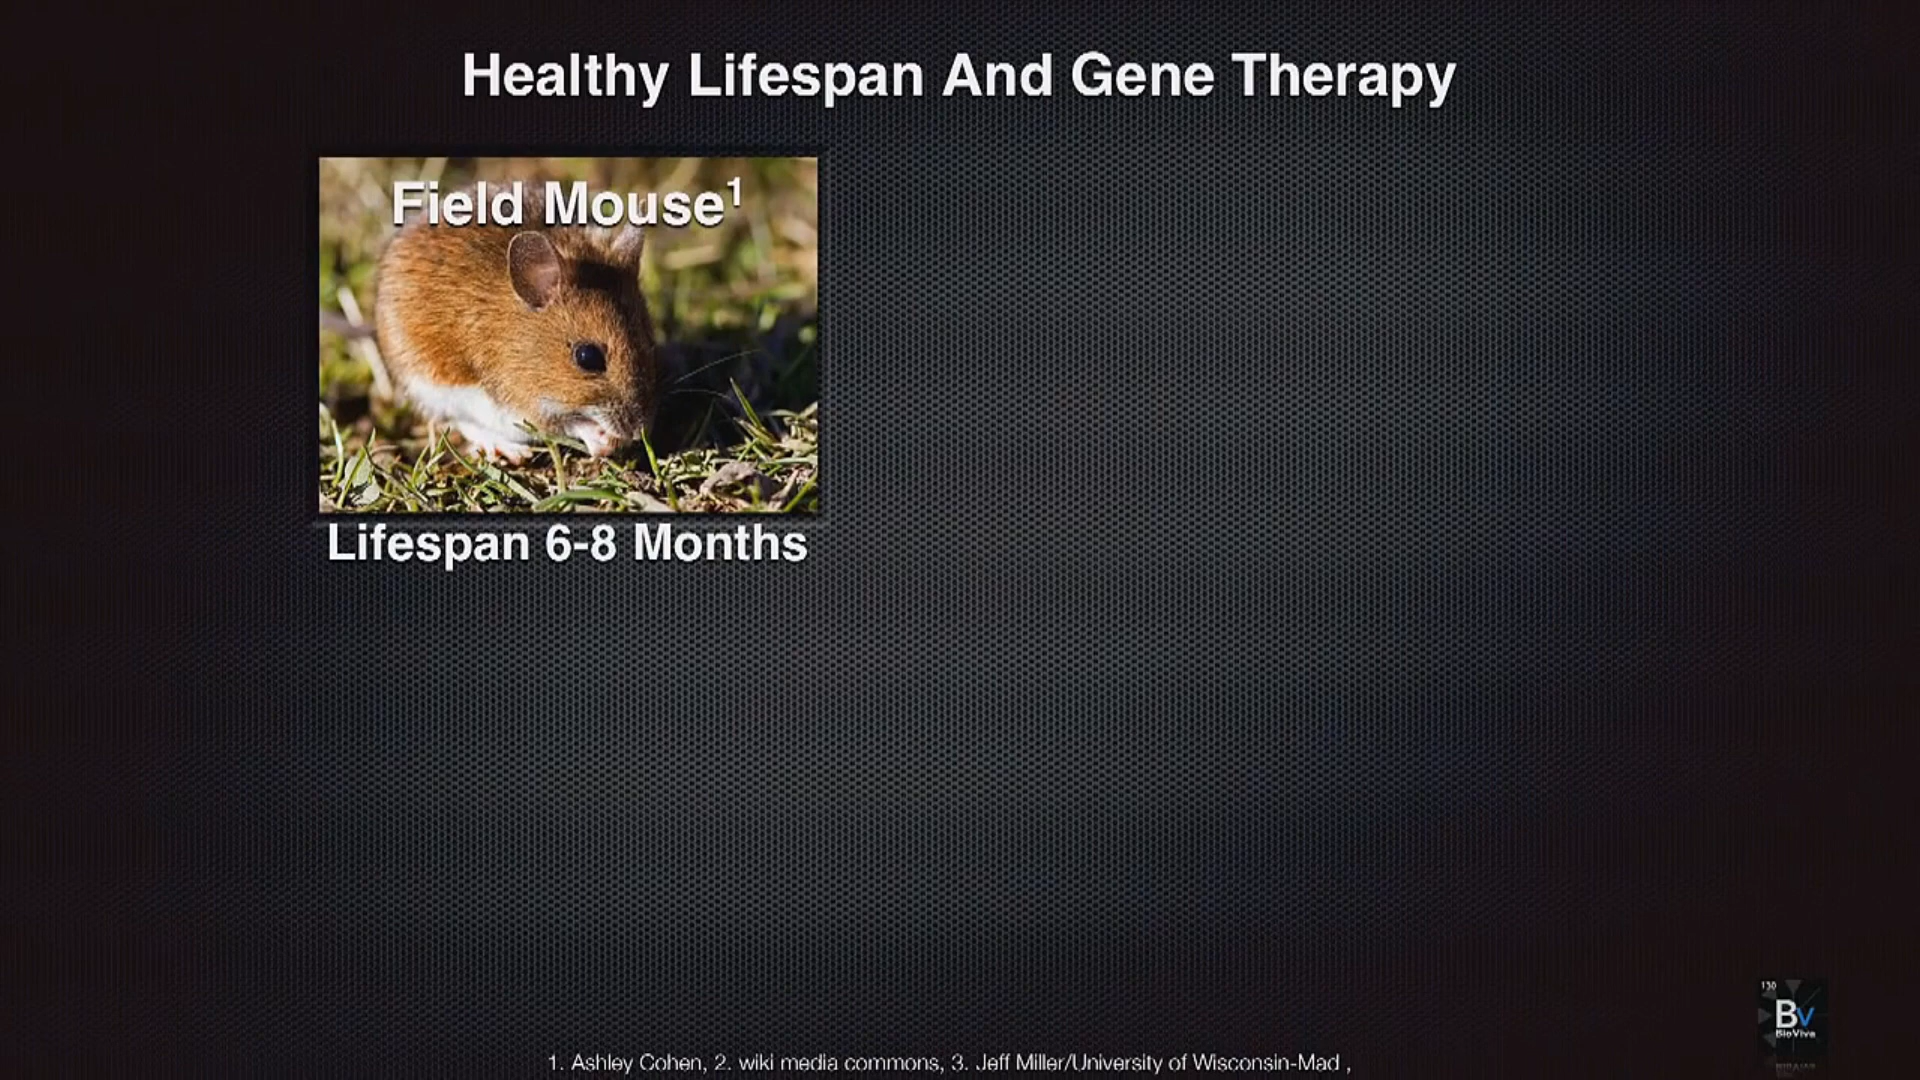 Healthy Lifespan And Gene Therapy
Field Mouse¹
Lifespan 6-8 Months
130
Bv
BioViva
1. Ashley Cohen, 2. wiki media commons, 3. Jeff Miller/University of Wisconsin-Mad ,